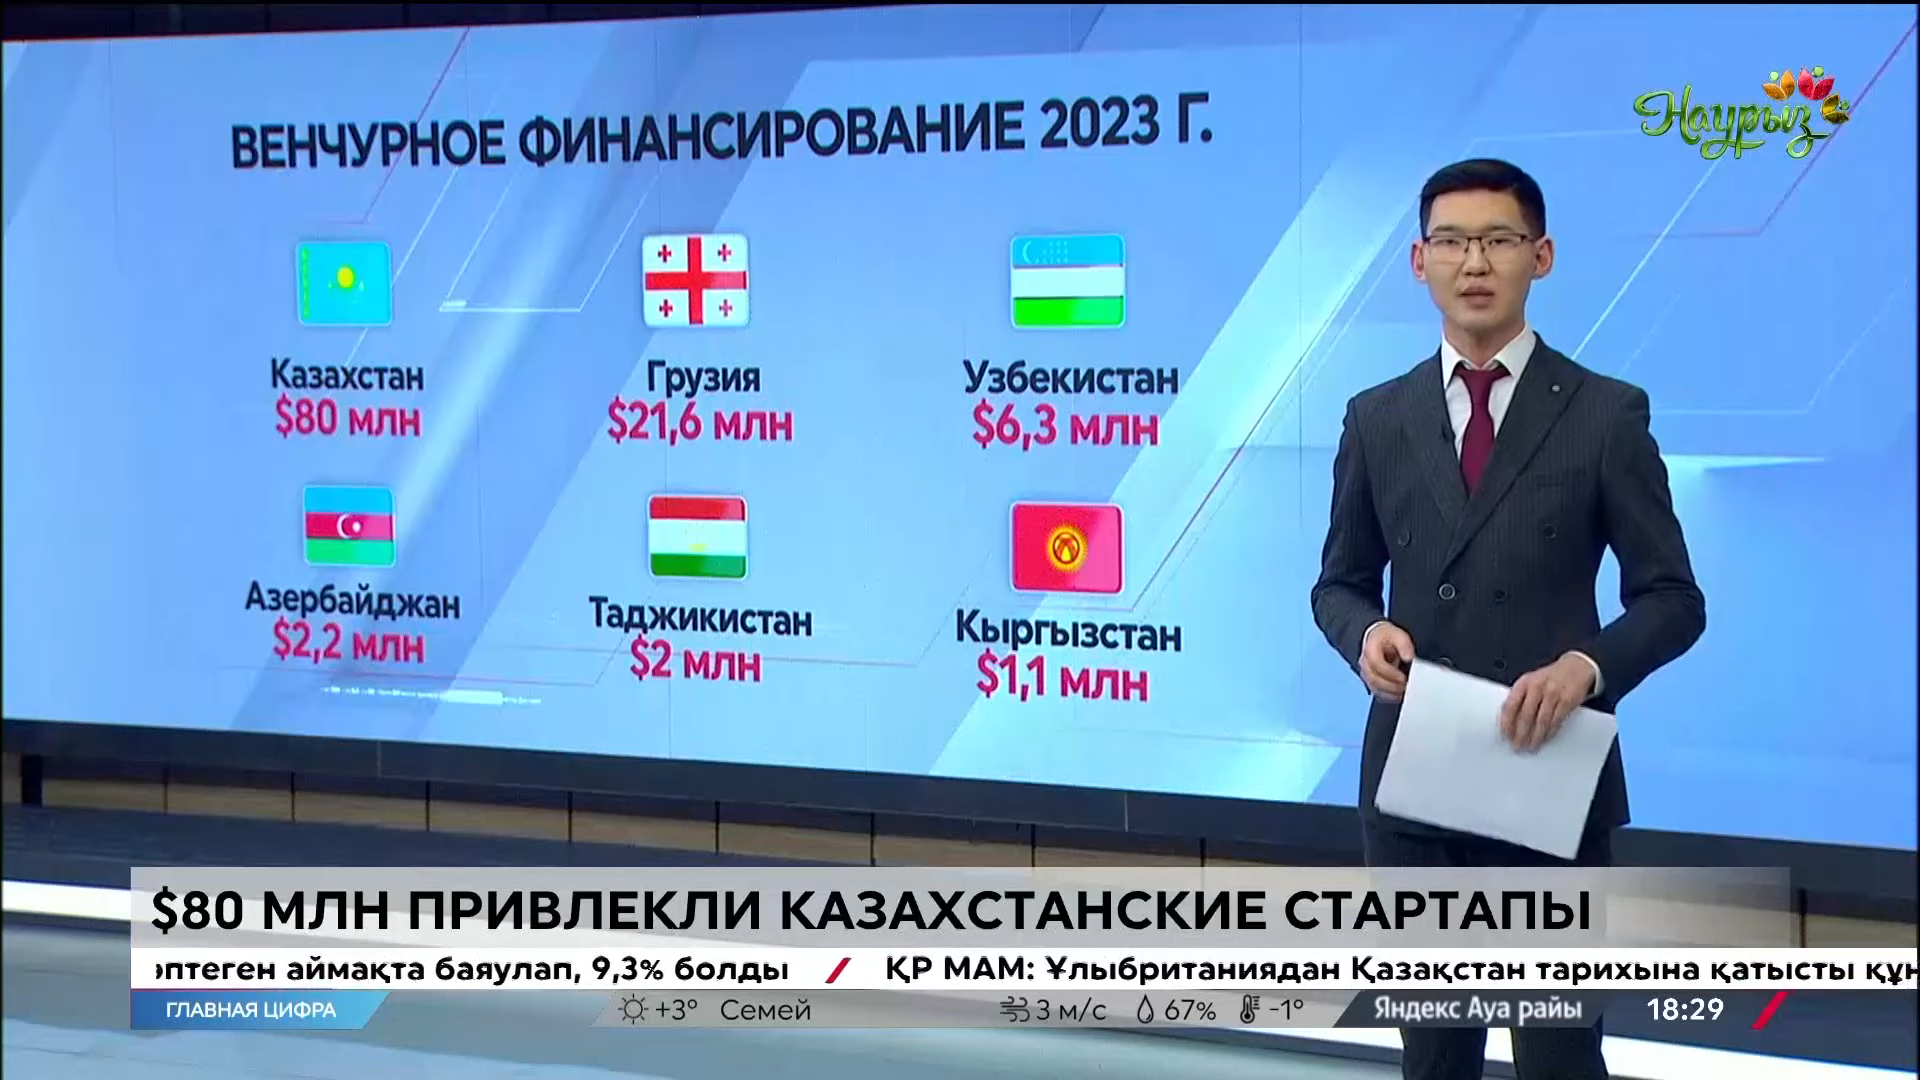 ВЕНЧУРНОЕ ФИНАНСИРОВАНИЕ 2023 Г.
Наурыз
Казахстан
$80 МЛН
Грузия
$21,6 МЛН
Узбекистан
$6,3 МЛН
Азербайджан
$2,2 МЛН
Таджикистан
$2 МЛН
Кыргызстан
$1,1 МЛН
$80 МЛН ПРИВЛЕКЛИ КАЗАХСТАНСКИЕ СТАРТАПЫ
әптеген аймақта баяулап, 9,3% болды / ҚР МАМ: Ұлыбританиядан Қазақстан тарихына қатысты құн
ГЛАВНАЯ ЦИФРА
+3° Семей
3 м/с 67% -1°
Яндекс Ауа райы
18:29